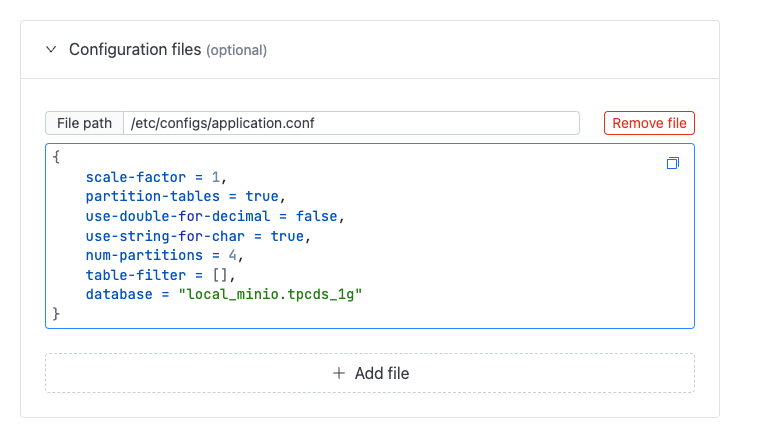 Configuration files (optional)
File path /etc/configs/application.conf Remove file
{
    scale-factor = 1,
    partition-tables = true,
    use-double-for-decimal = false,
    use-string-for-char = true,
    num-partitions = 4,
    table-filter = [],
    database = "local_minio.tpcds_1g"
}
+ Add file